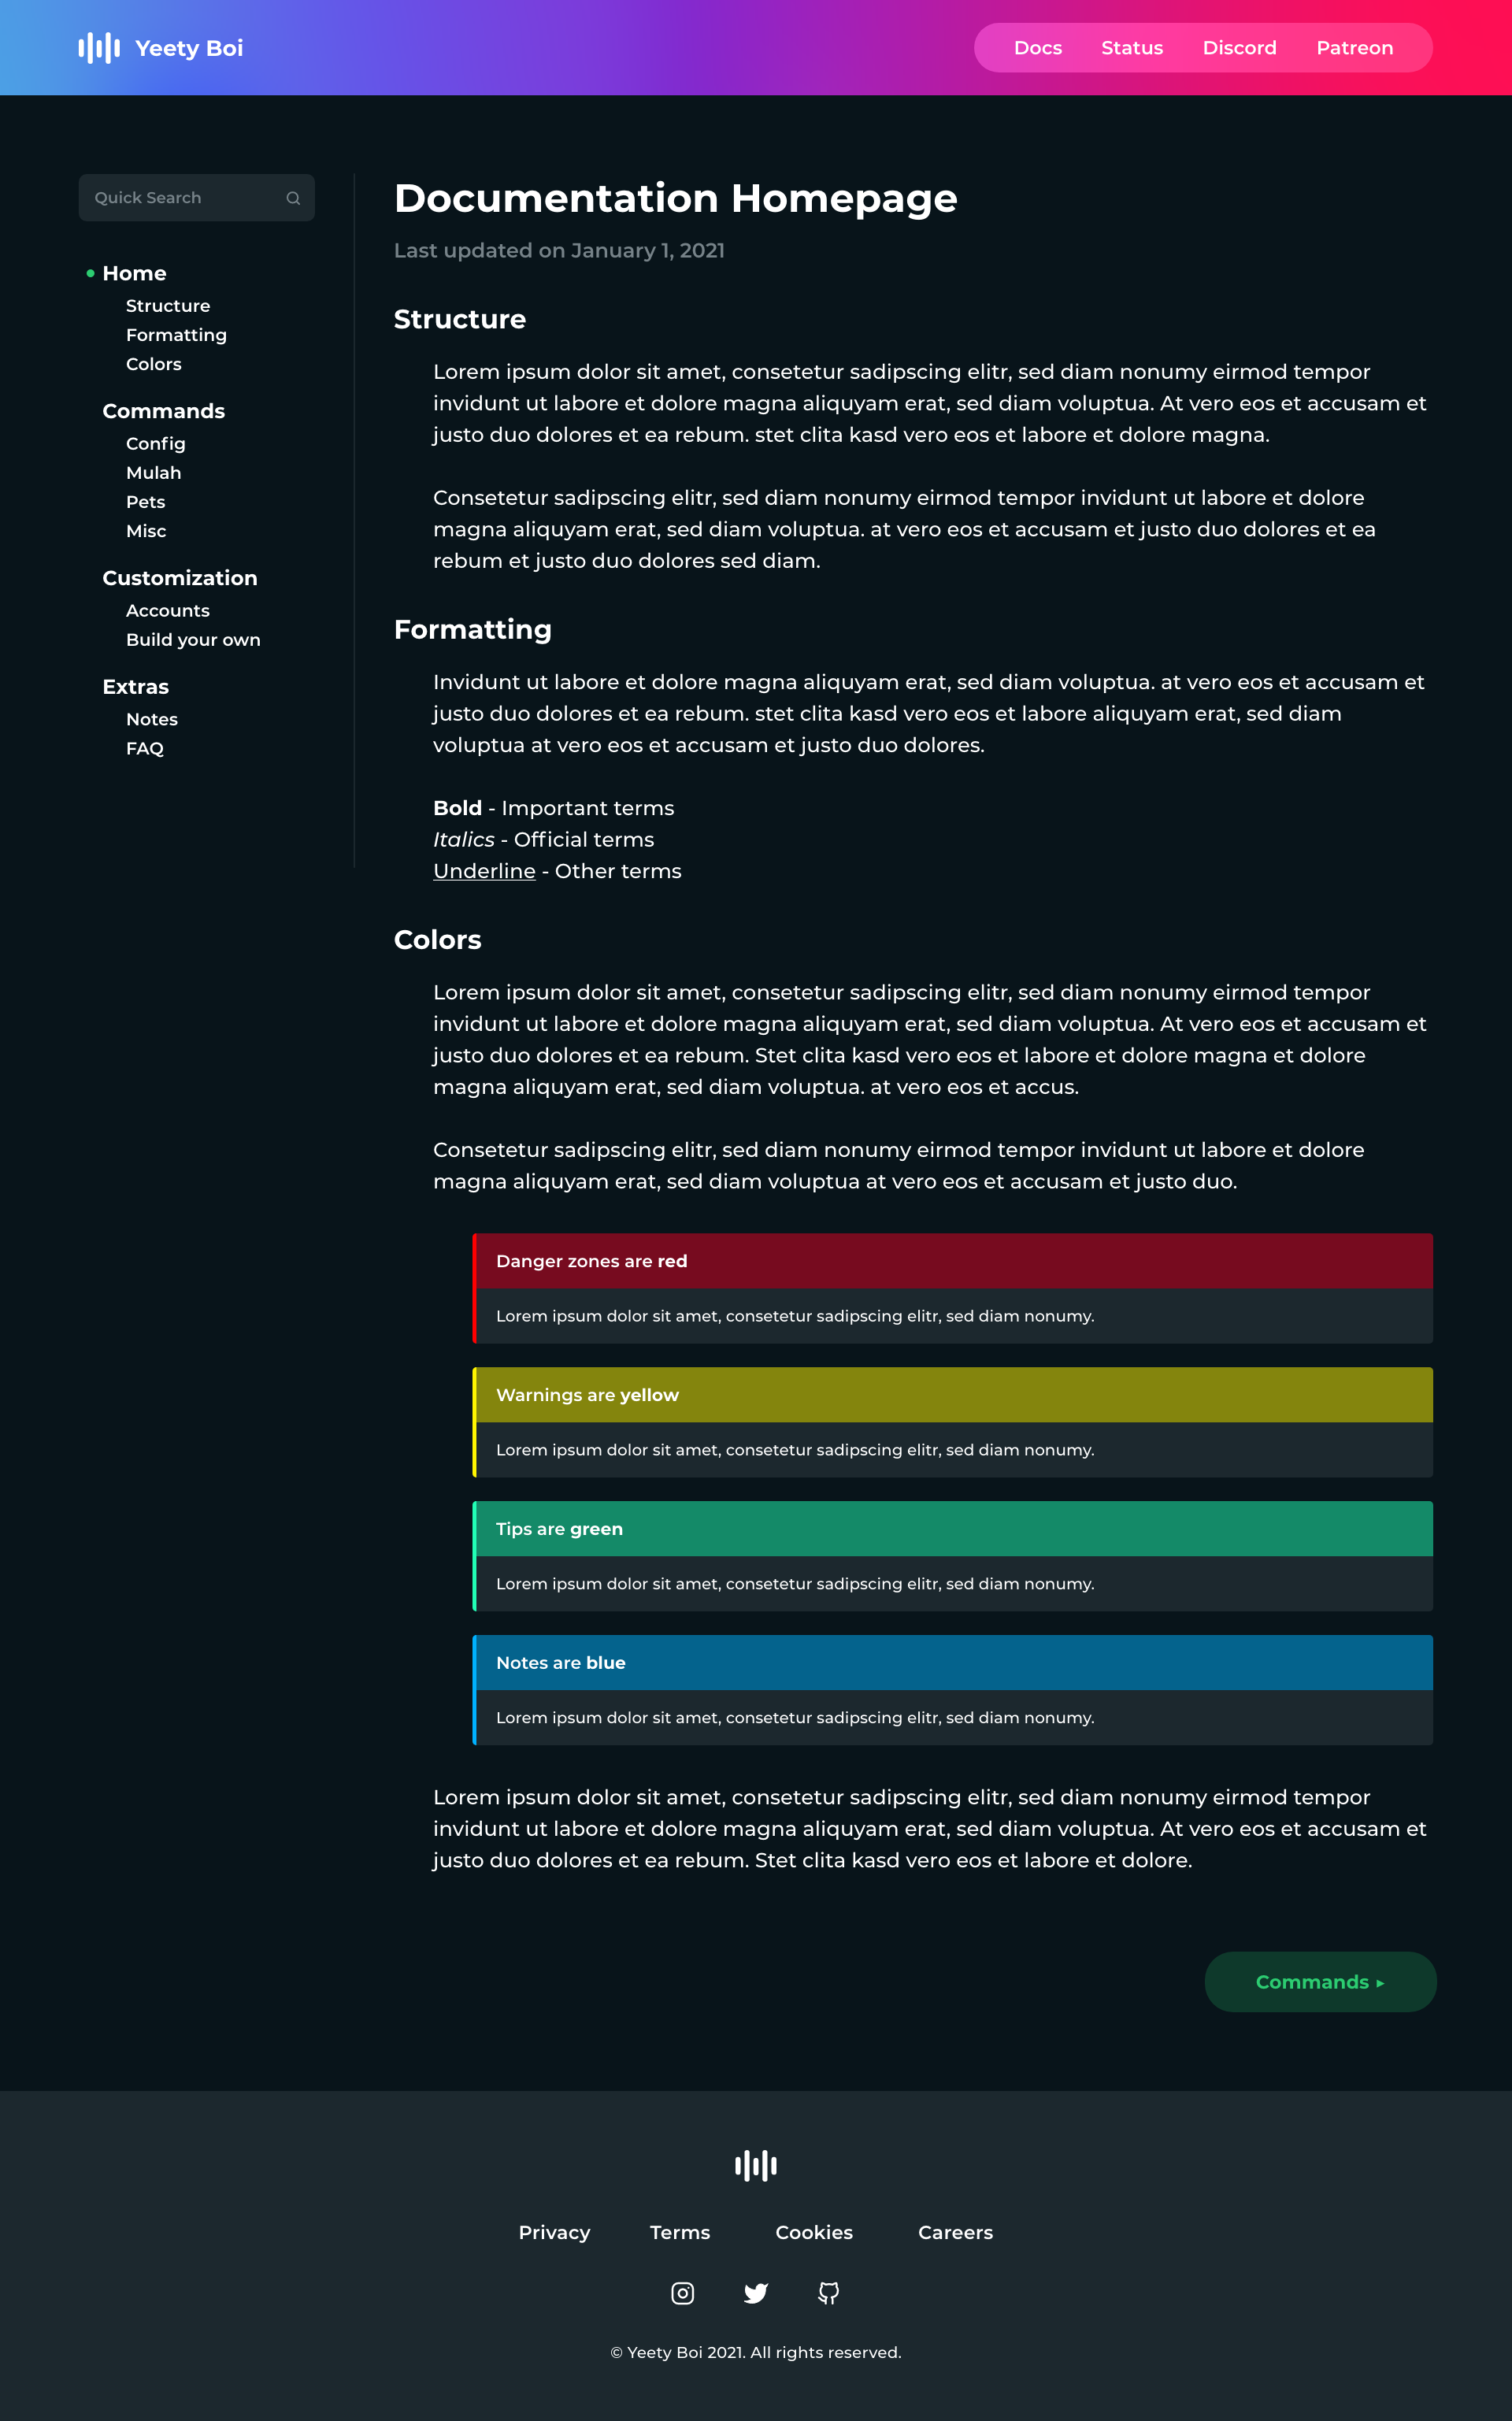 Yeety Boi
Docs Status Discord Patreon
Quick Search
Home
Structure
Formatting
Colors
Commands
Config
Mulah
Pets
Misc
Customization
Accounts
Build your own
Extras
Notes
FAQ
Documentation Homepage
Last updated on January 1, 2021
Structure
Lorem ipsum dolor sit amet, consetetur sadipscing elitr, sed diam nonumy eirmod tempor
invidunt ut labore et dolore magna aliquyam erat, sed diam voluptua. At vero eos et accusam et
justo duo dolores et ea rebum. stet clita kasd vero eos et labore et dolore magna.
Consetetur sadipscing elitr, sed diam nonumy eirmod tempor invidunt ut labore et dolore
magna aliquyam erat, sed diam voluptua. at vero eos et accusam et justo duo dolores et ea
rebum et justo duo dolores sed diam.
Formatting
Invidunt ut labore et dolore magna aliquyam erat, sed diam voluptua. at vero eos et accusam et
justo duo dolores et ea rebum. stet clita kasd vero eos et labore aliquyam erat, sed diam
voluptua at vero eos et accusam et justo duo dolores.
Bold - Important terms
Italics - Official terms
Underline - Other terms
Colors
Lorem ipsum dolor sit amet, consetetur sadipscing elitr, sed diam nonumy eirmod tempor
invidunt ut labore et dolore magna aliquyam erat, sed diam voluptua. At vero eos et accusam et
justo duo dolores et ea rebum. Stet clita kasd vero eos et labore et dolore magna et dolore
magna aliquyam erat, sed diam voluptua. at vero eos et accus.
Consetetur sadipscing elitr, sed diam nonumy eirmod tempor invidunt ut labore et dolore
magna aliquyam erat, sed diam voluptua at vero eos et accusam et justo duo.
Danger zones are red
Lorem ipsum dolor sit amet, consetetur sadipscing elitr, sed diam nonumy.
Warnings are yellow
Lorem ipsum dolor sit amet, consetetur sadipscing elitr, sed diam nonumy.
Tips are green
Lorem ipsum dolor sit amet, consetetur sadipscing elitr, sed diam nonumy.
Notes are blue
Lorem ipsum dolor sit amet, consetetur sadipscing elitr, sed diam nonumy.
Lorem ipsum dolor sit amet, consetetur sadipscing elitr, sed diam nonumy eirmod tempor
invidunt ut labore et dolore magna aliquyam erat, sed diam voluptua. At vero eos et accusam et
justo duo dolores et ea rebum. Stet clita kasd vero eos et labore et dolore.
Commands ▸
Privacy Terms Cookies Careers
© Yeety Boi 2021. All rights reserved.